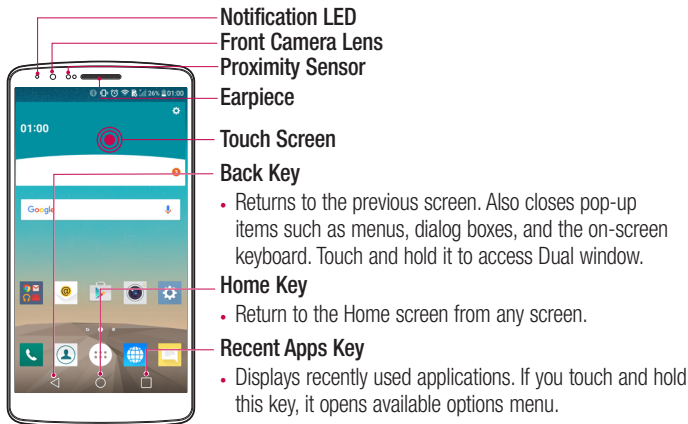 Notification LED
Front Camera Lens
Proximity Sensor
Earpiece
26% 01:00
01:00
Touch Screen
Back Key
• Returns to the previous screen. Also closes pop-up
items such as menus, dialog boxes, and the on-screen
keyboard. Touch and hold it to access Dual window.
Google
Home Key
• Return to the Home screen from any screen.
Recent Apps Key
• Displays recently used applications. If you touch and hold
this key, it opens available options menu.